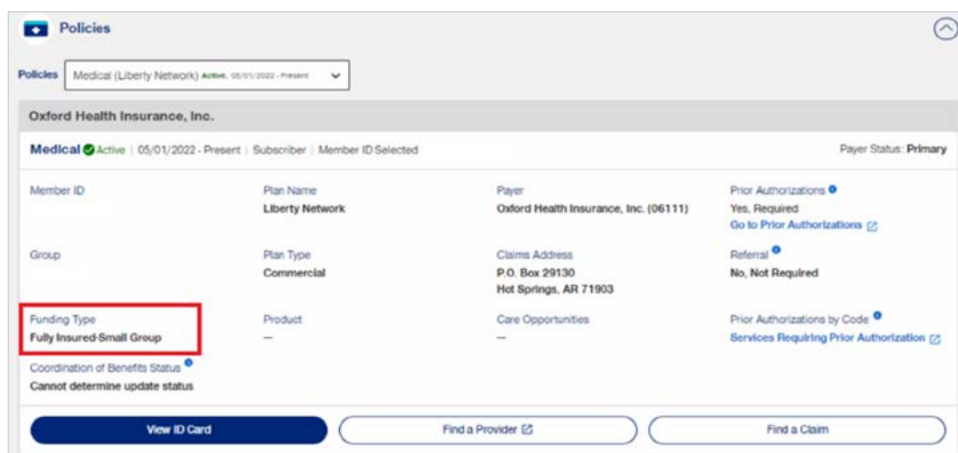 Policies
Policies Medical (Liberty Network) Active, 05/01/2022 - Present
Oxford Health Insurance, Inc.
Medical Active | 05/01/2022 - Present | Subscriber | Member ID Selected Payer Status: Primary
Member ID Plan Name Payer Prior Authorizations
Liberty Network Oxford Health Insurance, Inc. (06111) Yes, Required
Go to Prior Authorizations
Group Plan Type Claims Address Referral
Commercial P.O. Box 29130 No, Not Required
Hot Springs, AR 71903
Funding Type Product Care Opportunities Prior Authorizations by Code
Fully Insured-Small Group — — Services Requiring Prior Authorization
Coordination of Benefits Status
Cannot determine update status
View ID Card Find a Provider Find a Claim